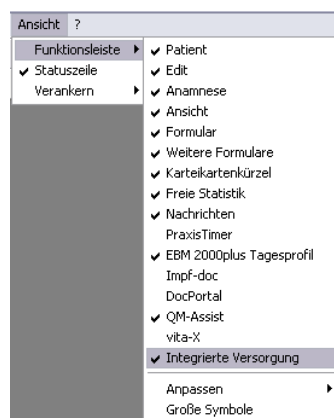 Ansicht ?
Funktionsleiste
Statuszeile
Verankern
Patient
Edit
Anamnese
Ansicht
Formular
Weitere Formulare
Karteikartenkürzel
Freie Statistik
Nachrichten
PraxisTimer
EBM 2000plus Tagesprofil
Impf-doc
DocPortal
QM-Assist
vita-X
Integrierte Versorgung
Anpassen
Große Symbole